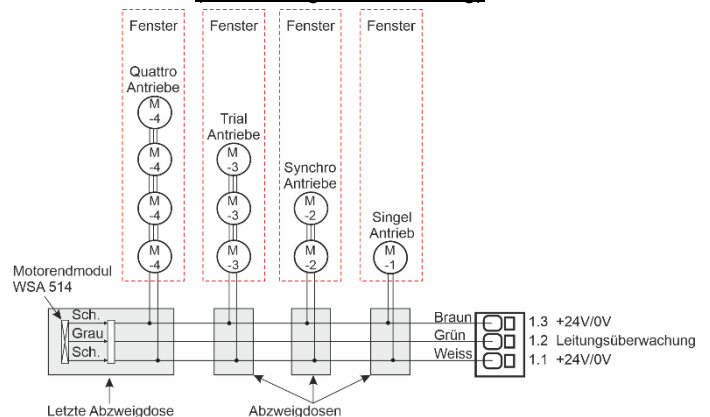 Fenster
Fenster
Fenster
Fenster
Quattro
Antriebe
M
-4
M
-4
M
-4
M
-4
Trial
Antriebe
M
-3
M
-3
M
-3
Synchro
Antriebe
M
-2
M
-2
Singel
Antrieb
M
-1
Motorendmodul
WSA 514
Sch.
Grau
Sch.
Braun
Grün
Weiss
1.3 +24V/0V
1.2 Leitungsüberwachung
1.1 +24V/0V
Letzte Abzweigdose
Abzweigdosen